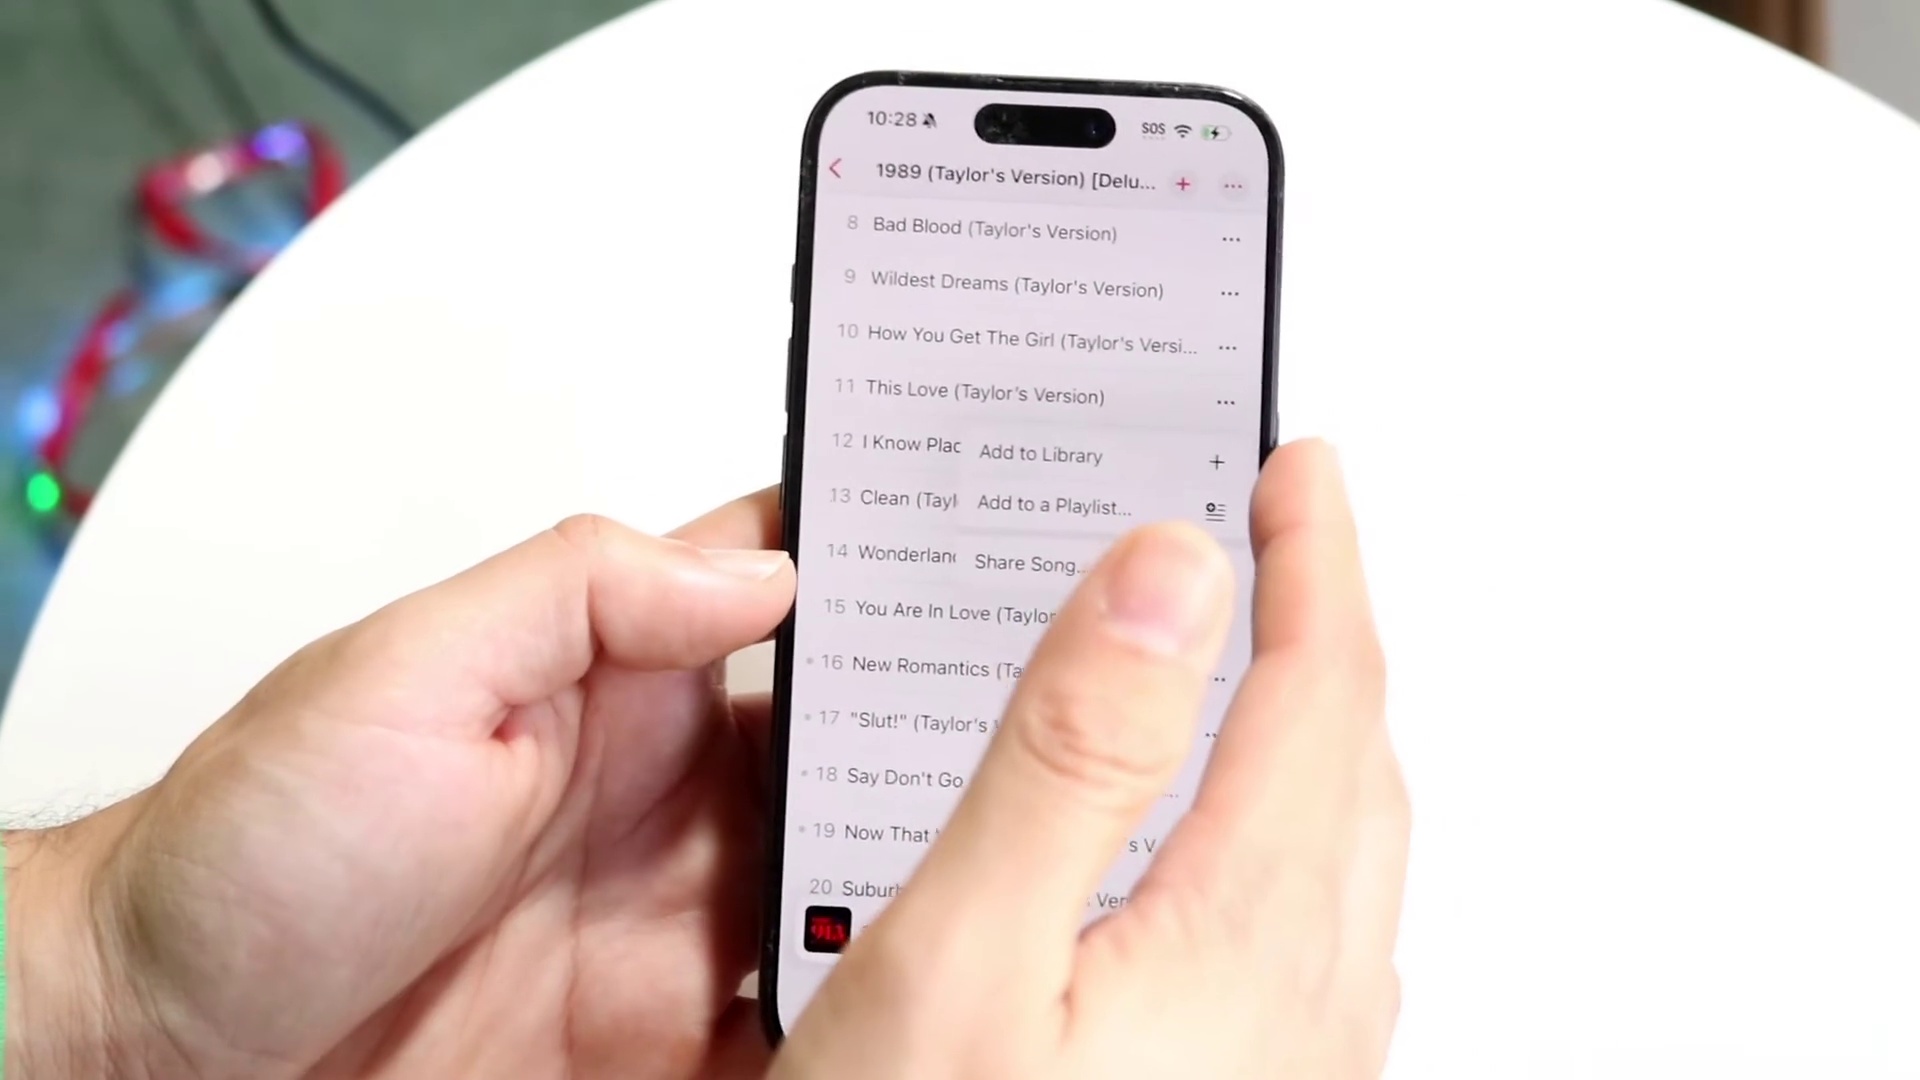 10:28
SOS
1989 (Taylor's Version) [Delu...
8 Bad Blood (Taylor's Version)
9 Wildest Dreams (Taylor's Version)
10 How You Get The Girl (Taylor's Versi...
11 This Love (Taylor's Version)
12 I Know Plac
Add to Library
13 Clean (Tayl
Add to a Playlist...
14 Wonderlan
Share Song...
15 You Are In Love (Taylor
16 New Romantics (Ta
17 "Slut!" (Taylor's
18 Say Don't Go
19 Now That
s V
20 Suburb
Ver